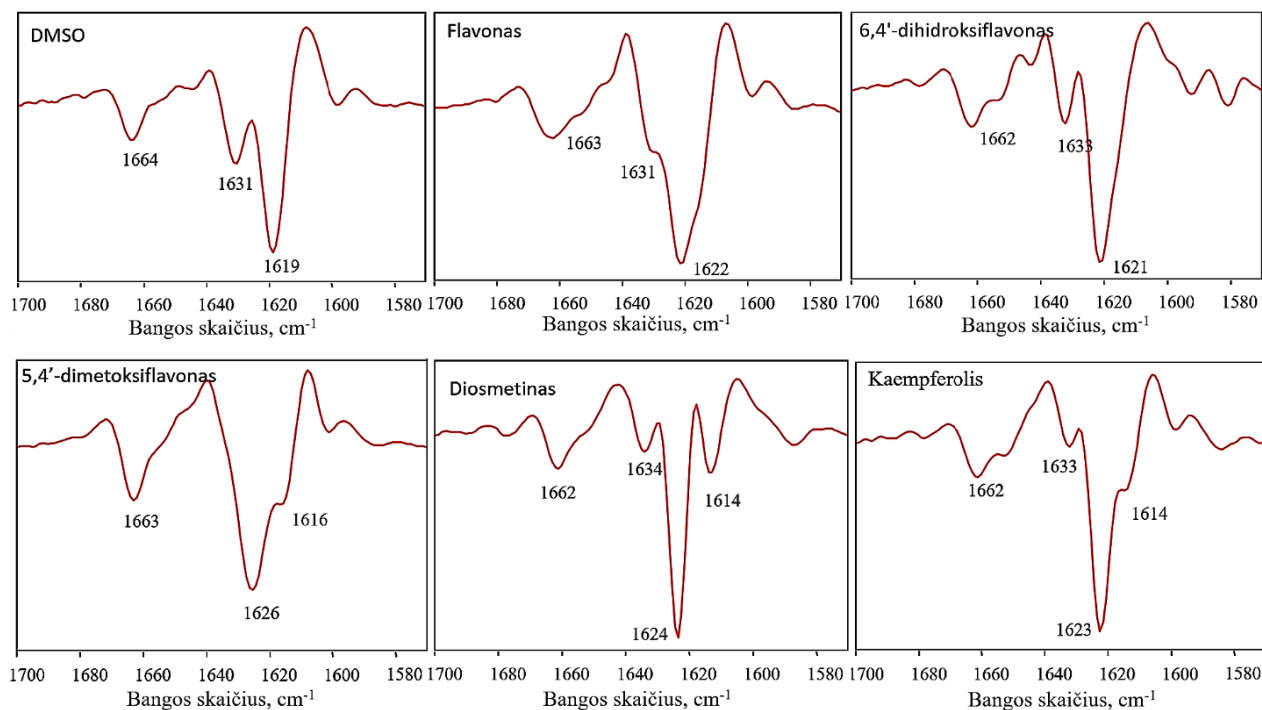 DMSO
1664
1631
1619
1700 1680 1660 1640 1620 1600 1580
Bangos skaičius, cm⁻¹
Flavonas
1663
1631
1622
1700 1680 1660 1640 1620 1600 1580
Bangos skaičius, cm⁻¹
6,4'-dihidroksiflavonas
1662
1633
1621
1700 1680 1660 1640 1620 1600 1580
Bangos skaičius, cm⁻¹
5,4’-dimetoksiflavonas
1663
1616
1626
1700 1680 1660 1640 1620 1600 1580
Bangos skaičius, cm⁻¹
Diosmetinas
1662
1634
1614
1624
1700 1680 1660 1640 1620 1600 1580
Bangos skaičius, cm⁻¹
Kaempferolis
1662
1633
1614
1623
1700 1680 1660 1640 1620 1600 1580
Bangos skaičius, cm⁻¹